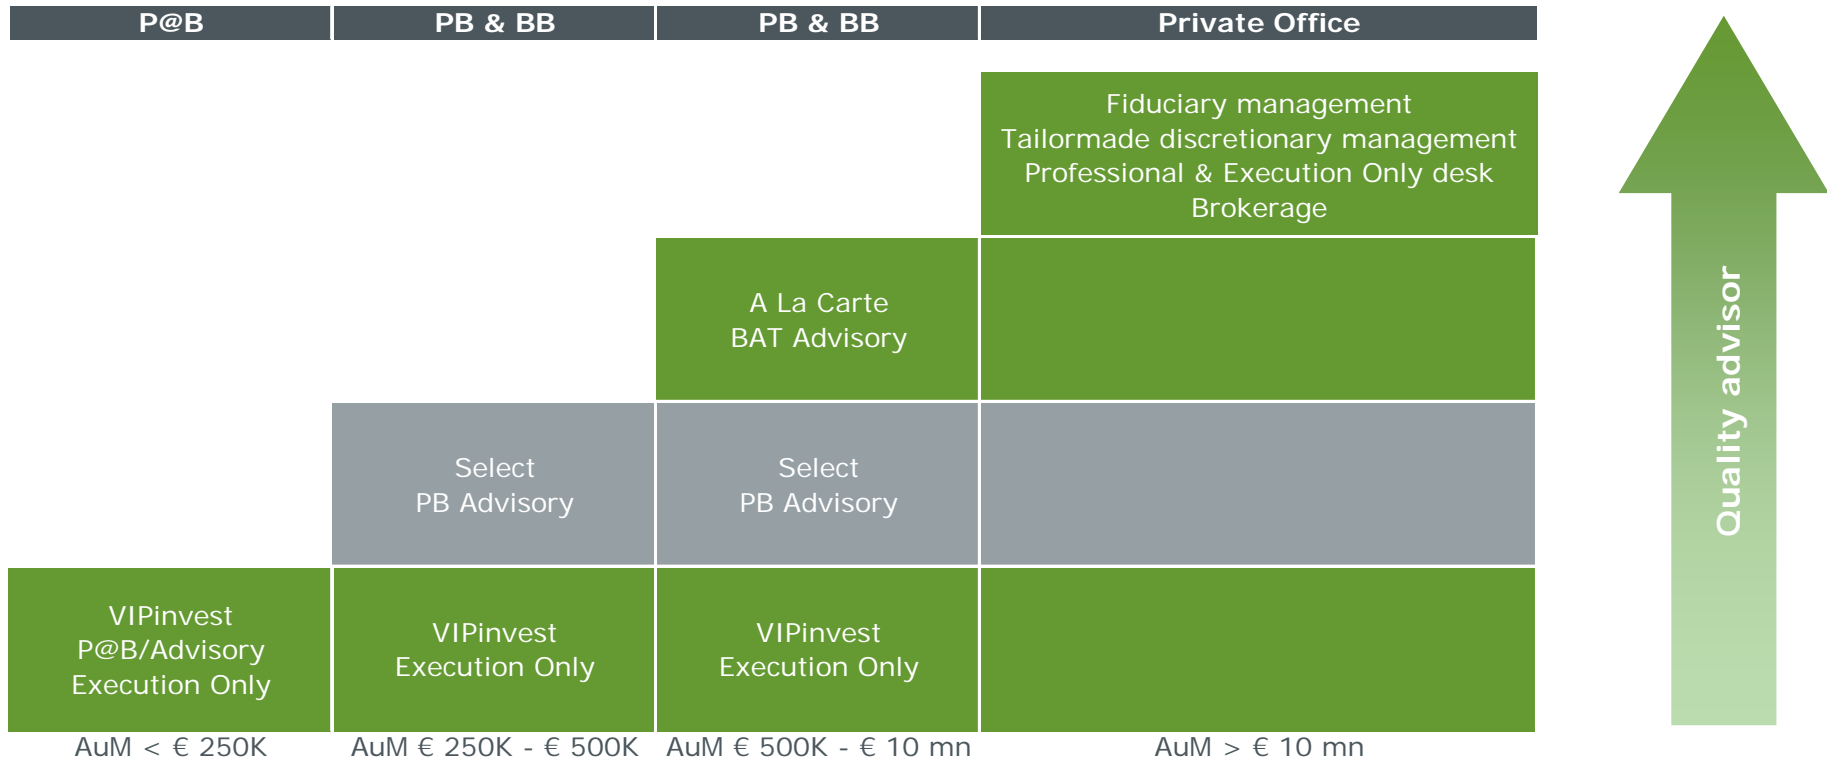 P@B
PB & BB
PB & BB
Private Office
Fiduciary management
Tailormade discretionary management
Professional & Execution Only desk
Brokerage
A La Carte
BAT Advisory
Select
PB Advisory
Select
PB Advisory
VIPinvest
P@B/Advisory
Execution Only
VIPinvest
Execution Only
VIPinvest
Execution Only
AuM < € 250K
AuM € 250K - € 500K
AuM € 500K - € 10 mn
AuM > € 10 mn
Quality advisor